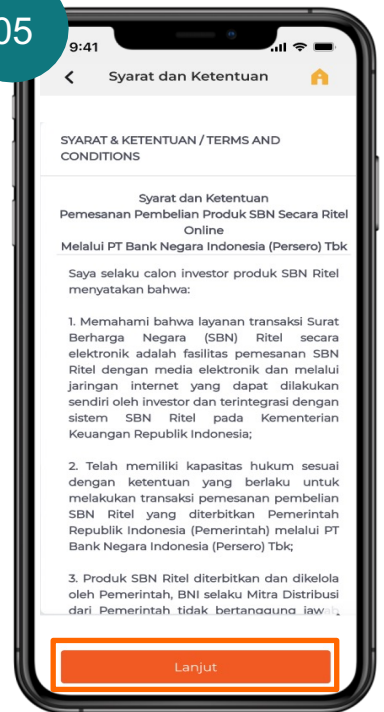 05
9:41
Syarat dan Ketentuan
SYARAT & KETENTUAN / TERMS AND
CONDITIONS
Syarat dan Ketentuan
Pemesanan Pembelian Produk SBN Secara Ritel
Online
Melalui PT Bank Negara Indonesia (Persero) Tbk
Saya selaku calon investor produk SBN Ritel
menyatakan bahwa:
1. Memahami bahwa layanan transaksi Surat
Berharga Negara (SBN) Ritel secara
elektronik adalah fasilitas pemesanan SBN
Ritel dengan media elektronik dan melalui
jaringan internet yang dapat dilakukan
sendiri oleh investor dan terintegrasi dengan
sistem SBN Ritel pada Kementerian
Keuangan Republik Indonesia;
2. Telah memiliki kapasitas hukum sesuai
dengan ketentuan yang berlaku untuk
melakukan transaksi pemesanan pembelian
SBN Ritel yang diterbitkan Pemerintah
Republik Indonesia (Pemerintah) melalui PT
Bank Negara Indonesia (Persero) Tbk;
3. Produk SBN Ritel diterbitkan dan dikelola
oleh Pemerintah, BNI selaku Mitra Distribusi
dari Pemerintah tidak bertanggung jawab
Lanjut